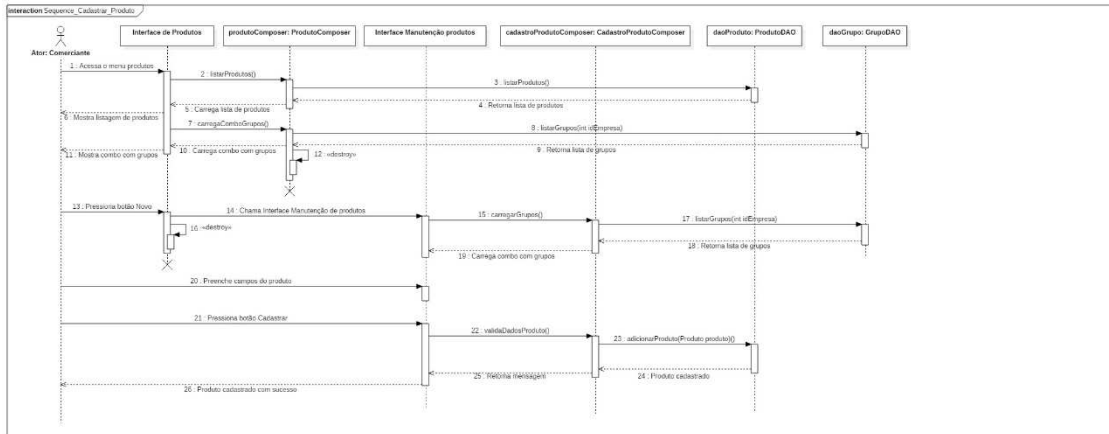 interaction Sequence_Cadastrar_Produto
Interface de Produtos
produtoComposer: ProdutoComposer
Interface Manutenção produtos
cadastroProdutoComposer: CadastroProdutoComposer
daoProduto: ProdutoDAO
daoGrupo: GrupoDAO
Ator: Comerciante
1 : Acessa o menu produtos
2 : listarProdutos()
3 : listarProdutos()
4 : Retorna lista de produtos
5 : Carrega lista de produtos
6 : Mostra listagem de produtos
7 : carregaComboGrupos()
8 : listarGrupos(int idEmpresa)
9 : Retorna lista de grupos
10 : Carrega combo com grupos
11 : Mostra combo com grupos
12 : «destroy»
13 : Pressiona botão Novo
14 : Chama Interface Manutenção de produtos
15 : carregarGrupos()
16 : «destroy»
17 : listarGrupos(int idEmpresa)
18 : Retorna lista de grupos
19 : Carrega combo com grupos
20 : Preenche campos do produto
21 : Pressiona botão Cadastrar
22 : validaDadosProduto()
23 : adicionarProduto(Produto produto)()
24 : Produto cadastrado
25 : Retorna mensagem
26 : Produto cadastrado com sucesso